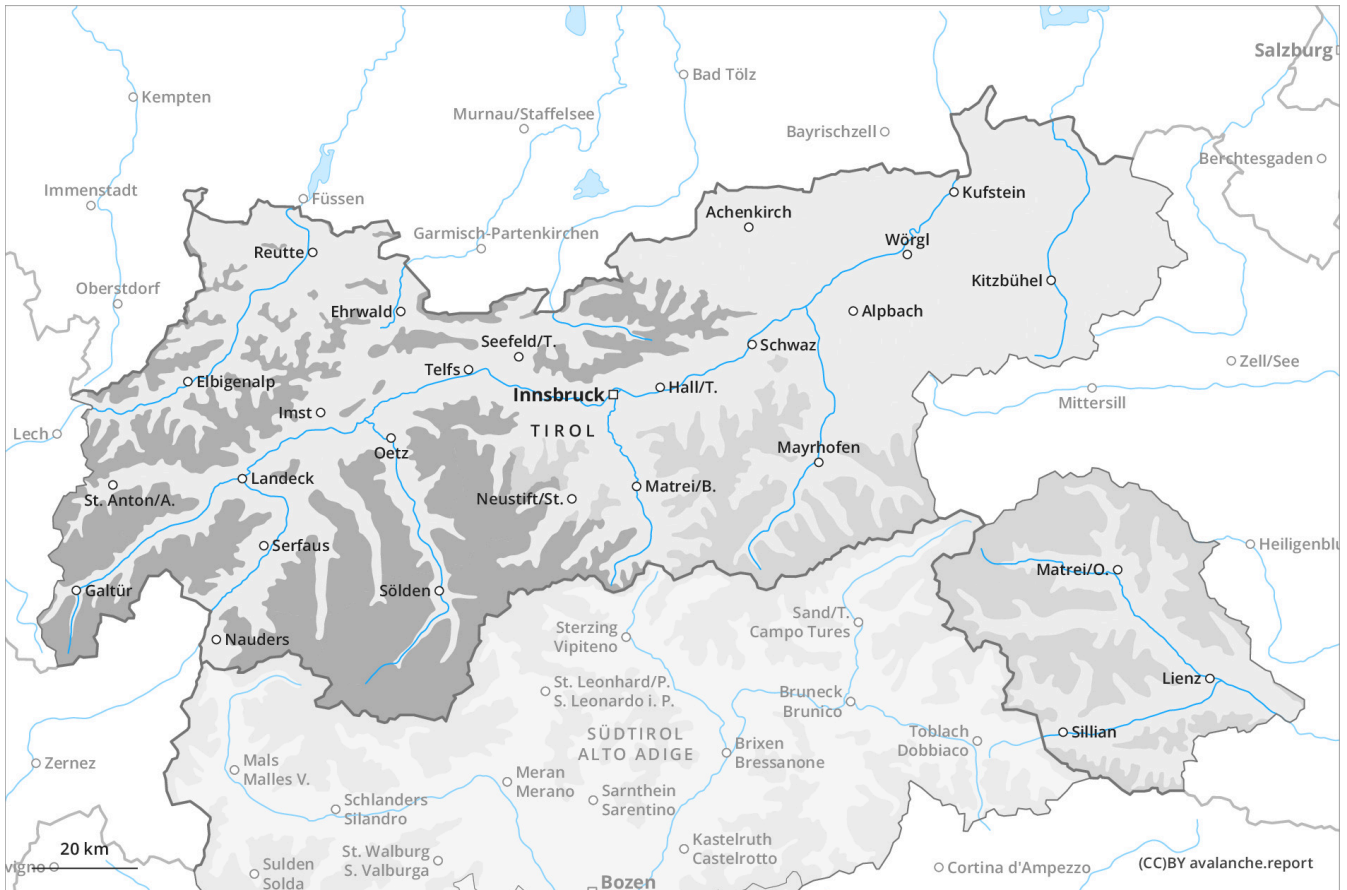 Salzburg
Bad Tölz
Kempten
Murnau/Staffelsee
Bayrischzell
Berchtesgaden
Immenstadt
Füssen
Kufstein
Achenkirch
Garmisch-Partenkirchen
Wörgl
Reutte
Kitzbühel
Oberstdorf
Ehrwald
Alpbach
Seefeld/T.
Schwaz
Zell/See
Telfs
Elbigenalp
Innsbruck
Hall/T.
Mittersill
Imst
TIROL
Lech
Oetz
Mayrhofen
Landeck
St. Anton/A.
Neustift/St.
Matrei/B.
Serfaus
Heiligenblu
Matrei/O.
Galtür
Sölden
Sand/T.
Campo Tures
Nauders
Sterzing
Vipiteno
Lienz
St. Leonhard/P.
S. Leonardo i. P.
Bruneck
Brunico
SÜDTIROL
ALTO ADIGE
Toblach
Dobbiaco
Sillian
Brixen
Bressanone
Zernez
Mals
Malles V.
Meran
Merano
Sarnthein
Sarentino
Schlanders
Silandro
Kastelruth
Castelrotto
20 km
St. Walburg
S. Valburga
vigno
Sulden
Solda
Cortina d'Ampezzo
(CC)BY avalanche.report
Bozen